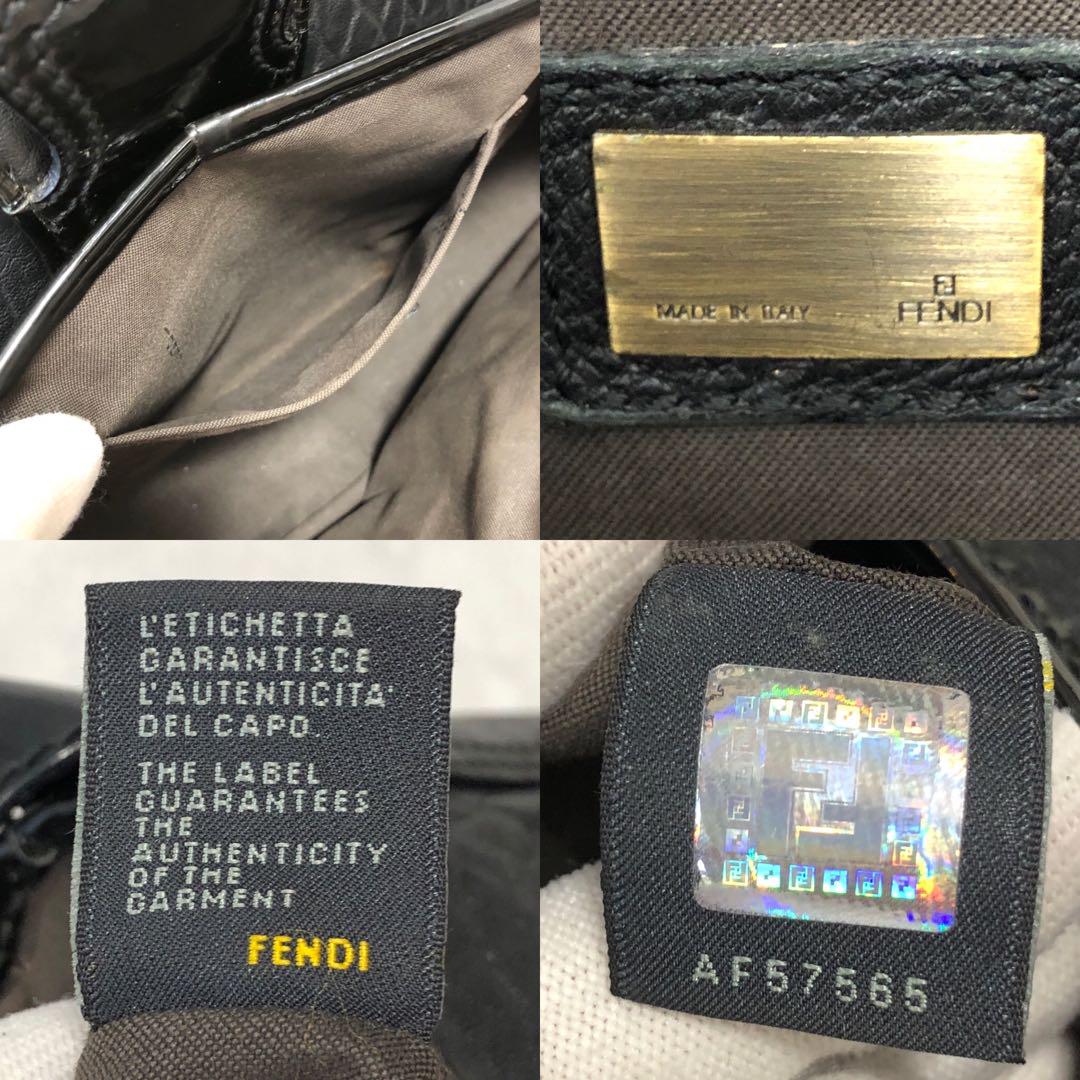 MADE IN ITALY
FENDI
L'ETICHETTA
GARANTISCE
L'AUTENTICITA'
DEL CAPO.
THE LABEL
GUARANTEES
THE
AUTHENTICITY
OF THE
GARMENT
FENDI
AF57565